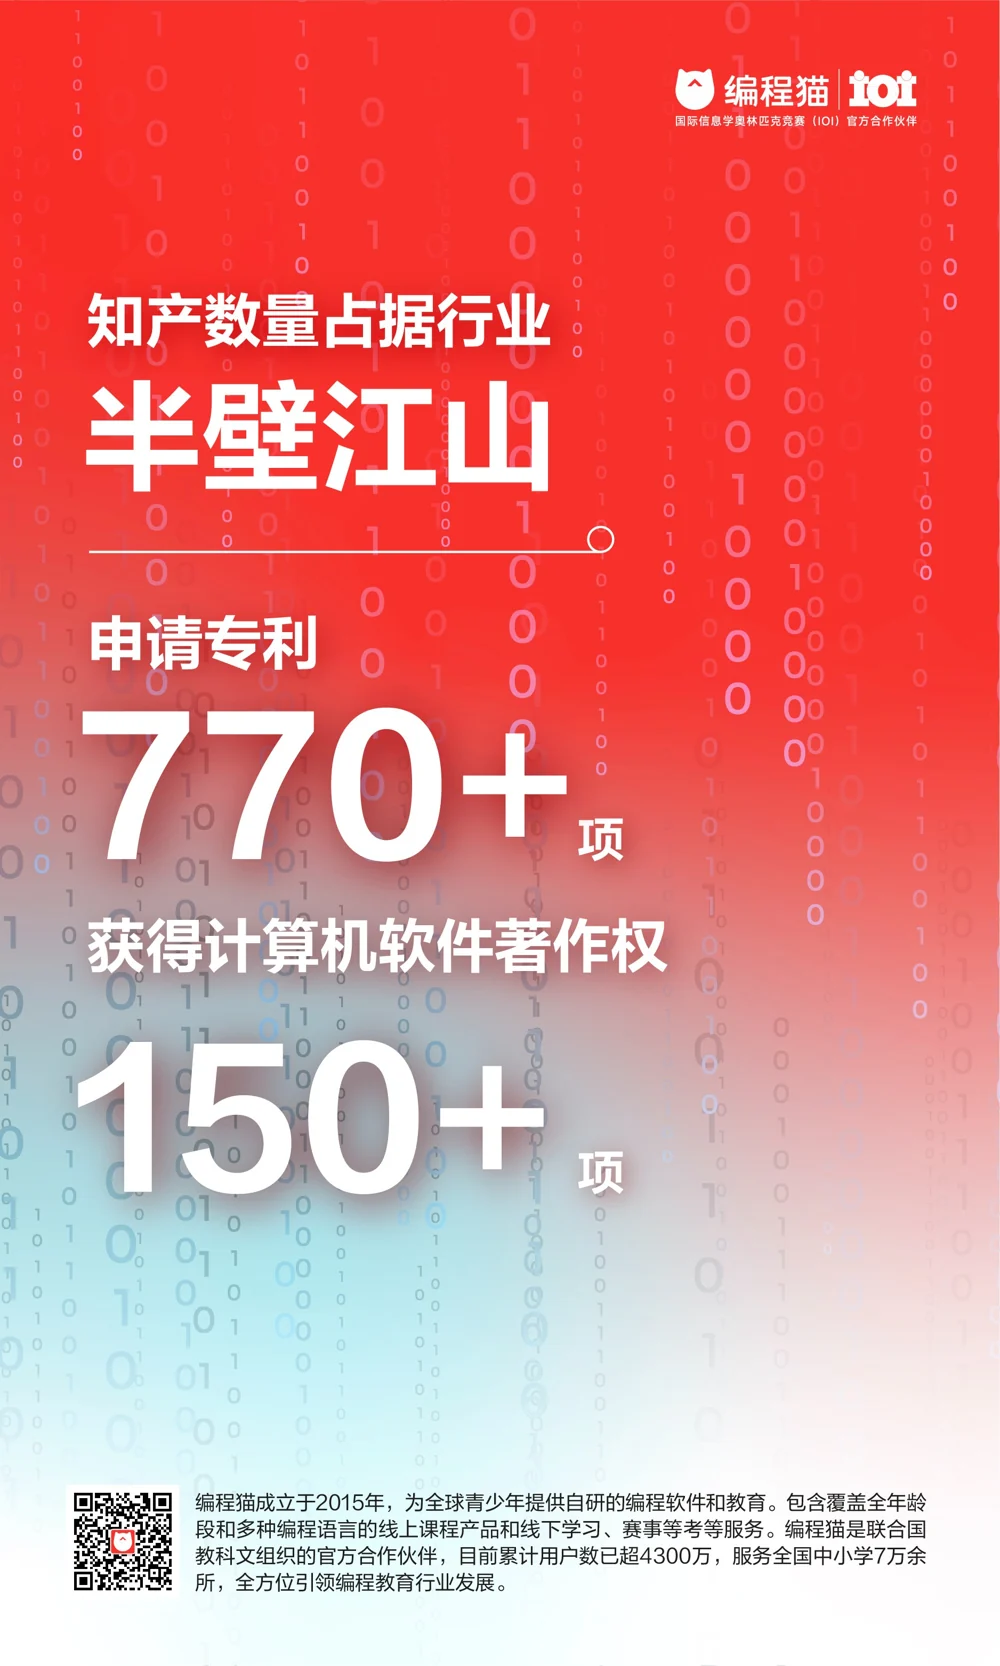 编程猫 IOI
国际信息学奥林匹克竞赛（IOI）官方合作伙伴
知产数量占据行业
半壁江山
申请专利
770+项
获得计算机软件著作权
150+项
编程猫成立于2015年，为全球青少年提供自研的编程软件和教育。包含覆盖全年龄
段和多种编程语言的线上课程产品和线下学习、赛事等考等服务。编程猫是联合国
教科文组织的官方合作伙伴，目前累计用户数已超4300万，服务全国中小学7万余
所，全方位引领编程教育行业发展。